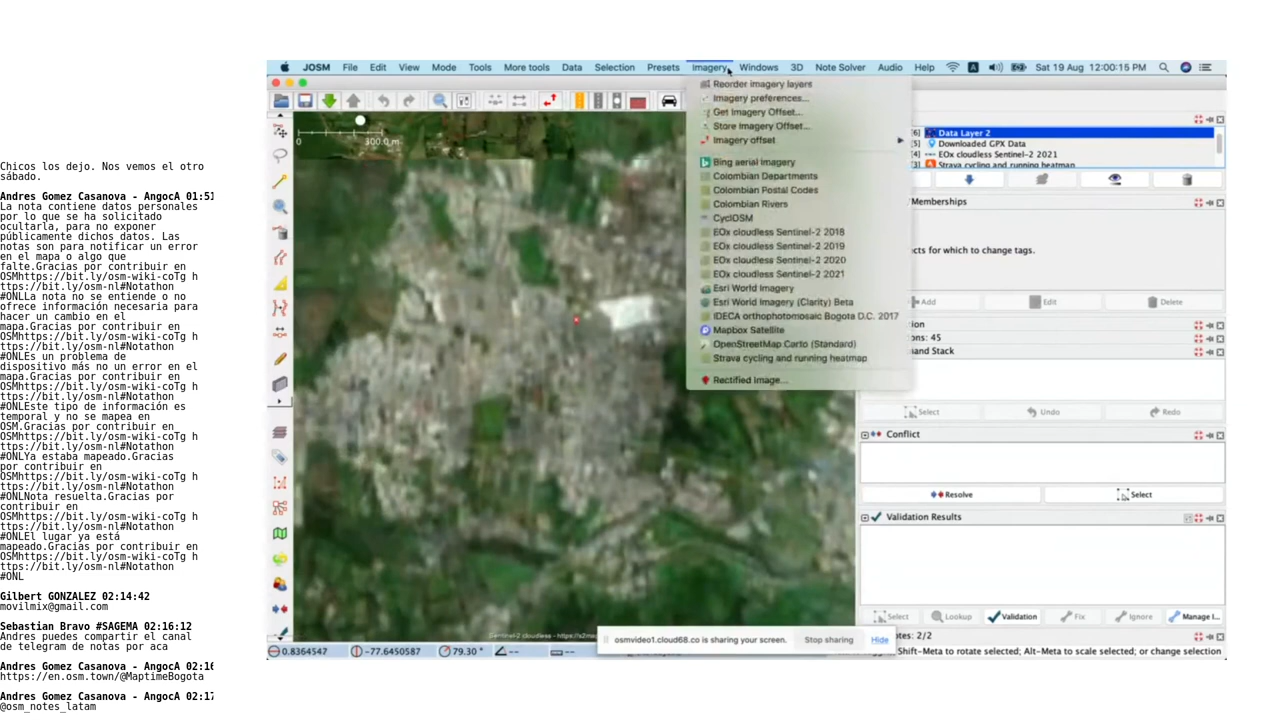 Chicos los dejo. Nos vemos el otro
sábado.
Andres Gomez Casanova - AngocA 01:51
La nota contiene datos personales
por lo que se ha solicitado
ocultarla, para no exponer
públicamente dichos datos. Las
notas son para notificar un error
en el mapa o algo que
falte.Gracias por contribuir en
OSMhttps://bit.ly/osm-wiki-coTg h
ttps://bit.ly/osm-nl#Notathon
#ONLLa nota no se entiende o no
ofrece información necesaria para
hacer un cambio en el
mapa.Gracias por contribuir en
OSMhttps://bit.ly/osm-wiki-coTg h
ttps://bit.ly/osm-nl#Notathon
#ONLEs un problema de
dispositivo más no un error en el
mapa.Gracias por contribuir en
OSMhttps://bit.ly/osm-wiki-coTg h
ttps://bit.ly/osm-nl#Notathon
#ONLEste tipo de información es
temporal y no se mapea en
OSM.Gracias por contribuir en
OSMhttps://bit.ly/osm-wiki-coTg h
ttps://bit.ly/osm-nl#Notathon
#ONLYa estaba mapeado.Gracias
por contribuir en
OSMhttps://bit.ly/osm-wiki-coTg h
ttps://bit.ly/osm-nl#Notathon
#ONLNota resuelta.Gracias por
contribuir en
OSMhttps://bit.ly/osm-wiki-coTg h
ttps://bit.ly/osm-nl#Notathon
#ONLEl lugar ya está
mapeado.Gracias por contribuir en
OSMhttps://bit.ly/osm-wiki-coTg h
ttps://bit.ly/osm-nl#Notathon
#ONL
Gilbert GONZALEZ 02:14:42
movilmix@gmail.com
Sebastian Bravo #SAGEMA 02:16:12
Andres puedes compartir el canal
de telegram de notas por aca
Andres Gomez Casanova - AngocA 02:16
https://en.osm.town/@MaptimeBogota
Andres Gomez Casanova - AngocA 02:17
@osm_notes_latam
JOSM File Edit View Mode Tools More tools Data Selection Presets Imagery Windows 3D Note Solver Audio Help A Sat 19 Aug 12:00:15 PM
0 300.0 m
Reorder imagery layers
Imagery preferences...
Get Imagery Offset...
Store Imagery Offset...
Imagery offset
Bing aerial imagery
Colombian Departments
Colombian Postal Codes
Colombian Rivers
CyclOSM
EOx cloudless Sentinel-2 2018
EOx cloudless Sentinel-2 2019
EOx cloudless Sentinel-2 2020
EOx cloudless Sentinel-2 2021
Esri World Imagery
Esri World Imagery (Clarity) Beta
IDECA orthophotomosaic Bogota D.C. 2017
Mapbox Satellite
OpenStreetMap Carto (Standard)
Strava cycling and running heatmap
Rectified Image...
[6] Data Layer 2
[5] Downloaded GPX Data
[4] EOx cloudless Sentinel-2 2021
[3] Strava cycling and running heatmap
/Memberships
cts for which to change tags.
Add Edit Delete
ion
ons: 45
and Stack
Select Undo Redo
Conflict
Resolve Select
Validation Results
Select Lookup Validation Fix Ignore Manage I...
otes: 2/2
osmvideo1.cloud68.co is sharing your screen. Stop sharing Hide
0.8364547 -77.6450587 79.30 ° -- --
Shift-Meta to rotate selected; Alt-Meta to scale selected; or change selection